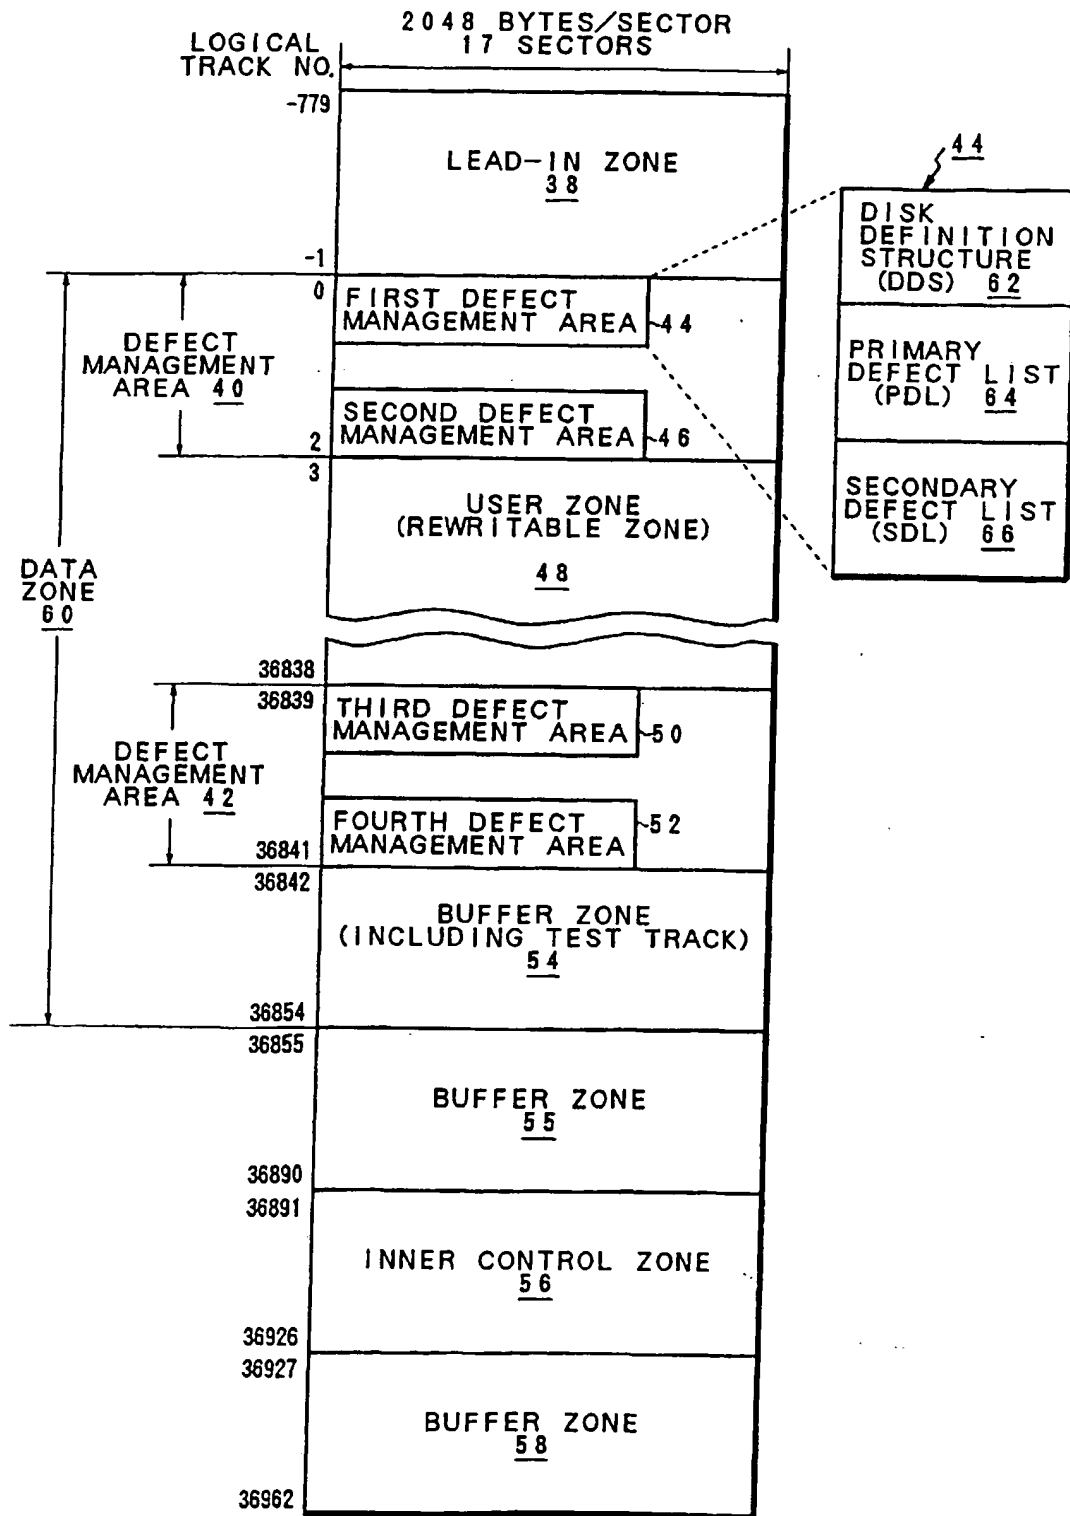 2048 BYTES/SECTOR
17 SECTORS
LOGICAL
TRACK NO.
-779
LEAD-IN ZONE
38
44
DISK
DEFINITION
STRUCTURE
(DDS) 62
PRIMARY
DEFECT LIST
(PDL) 64
SECONDARY
DEFECT LIST
(SDL) 66
-1
0
FIRST DEFECT
MANAGEMENT AREA
44
DEFECT
MANAGEMENT
AREA 40
SECOND DEFECT
MANAGEMENT AREA
46
2
3
USER ZONE
(REWRITABLE ZONE)
48
DATA
ZONE
60
36838
36839
THIRD DEFECT
MANAGEMENT AREA
50
DEFECT
MANAGEMENT
AREA 42
FOURTH DEFECT
MANAGEMENT AREA
52
36841
36842
BUFFER ZONE
(INCLUDING TEST TRACK)
54
36854
36855
BUFFER ZONE
55
36890
36891
INNER CONTROL ZONE
56
36926
36927
BUFFER ZONE
58
36962